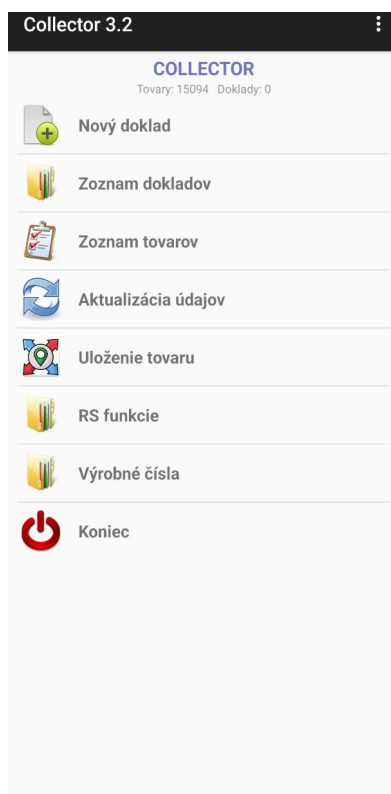 Collector 3.2
COLLECTOR
Tovary: 15094 Doklady: 0
Nový doklad
Zoznam dokladov
Zoznam tovarov
Aktualizácia údajov
Uloženie tovaru
RS funkcie
Výrobné čísla
Koniec